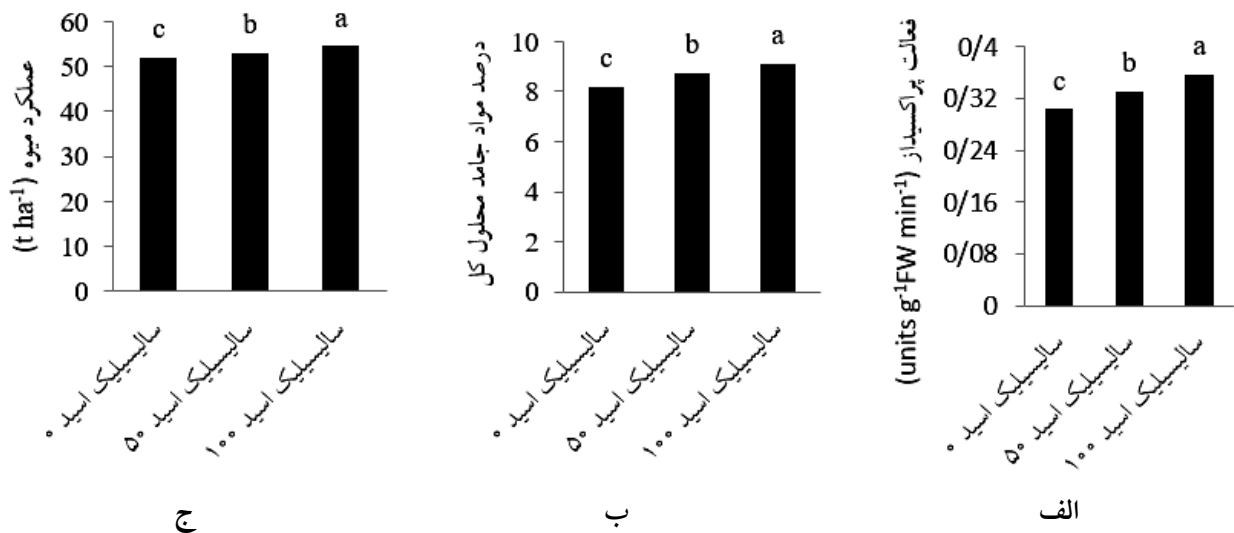 عملکرد میوه (t ha-1)
60
50
40
30
20
10
0
c
b
a
سالیسیلیک اسید ۰
سالیسیلیک اسید ۵۰
سالیسیلیک اسید ۱۰۰
ج
درصد مواد جامد محلول کل
10
8
6
4
2
0
c
b
a
سالیسیلیک اسید ۰
سالیسیلیک اسید ۵۰
سالیسیلیک اسید ۱۰۰
ب
فعالت پراکسیداز (units g-1FW min-1)
0/4
0/32
0/24
0/16
0/08
0
c
b
a
سالیسیلیک اسید ۰
سالیسیلیک اسید ۵۰
سالیسیلیک اسید ۱۰۰
الف